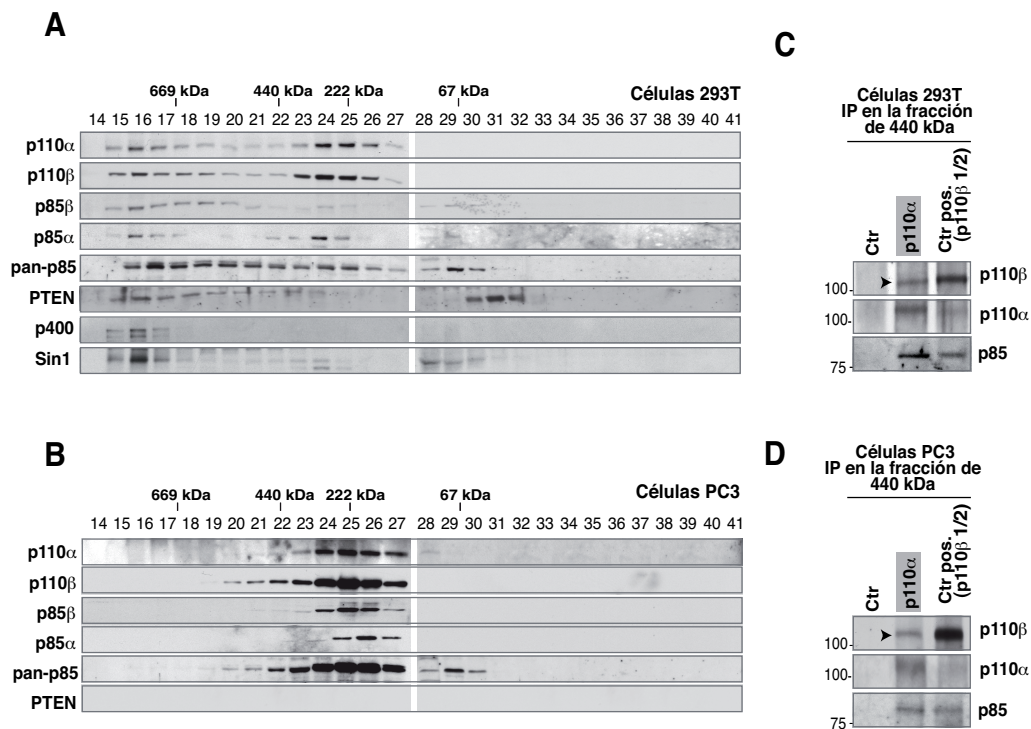 A
669 kDa 440 kDa 222 kDa 67 kDa Células 293T
14 15 16 17 18 19 20 21 22 23 24 25 26 27 28 29 30 31 32 33 34 35 36 37 38 39 40 41
p110α
p110β
p85β
p85α
pan-p85
PTEN
p400
Sin1
B
669 kDa 440 kDa 222 kDa 67 kDa Células PC3
14 15 16 17 18 19 20 21 22 23 24 25 26 27 28 29 30 31 32 33 34 35 36 37 38 39 40 41
p110α
p110β
p85β
p85α
pan-p85
PTEN
C
Células 293T
IP en la fracción
de 440 kDa
Ctr
p110α
Ctr pos.
(p110β 1/2)
100- p110β
100- p110α
75- p85
D
Células PC3
IP en la fracción de
440 kDa
Ctr
p110α
Ctr pos.
(p110β 1/2)
100- p110β
100- p110α
75- p85